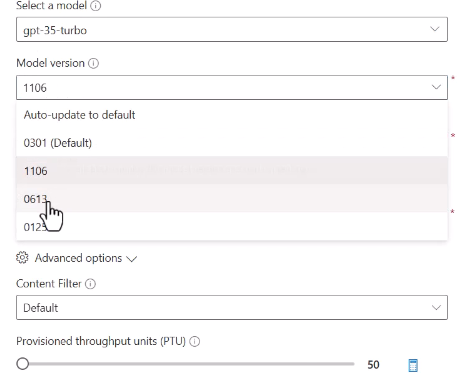 Select a model
gpt-35-turbo
Model version
1106
*
Auto-update to default
0301 (Default)
*
1106
0613
*
Advanced options
Content Filter
Default
Provisioned throughput units (PTU)
50